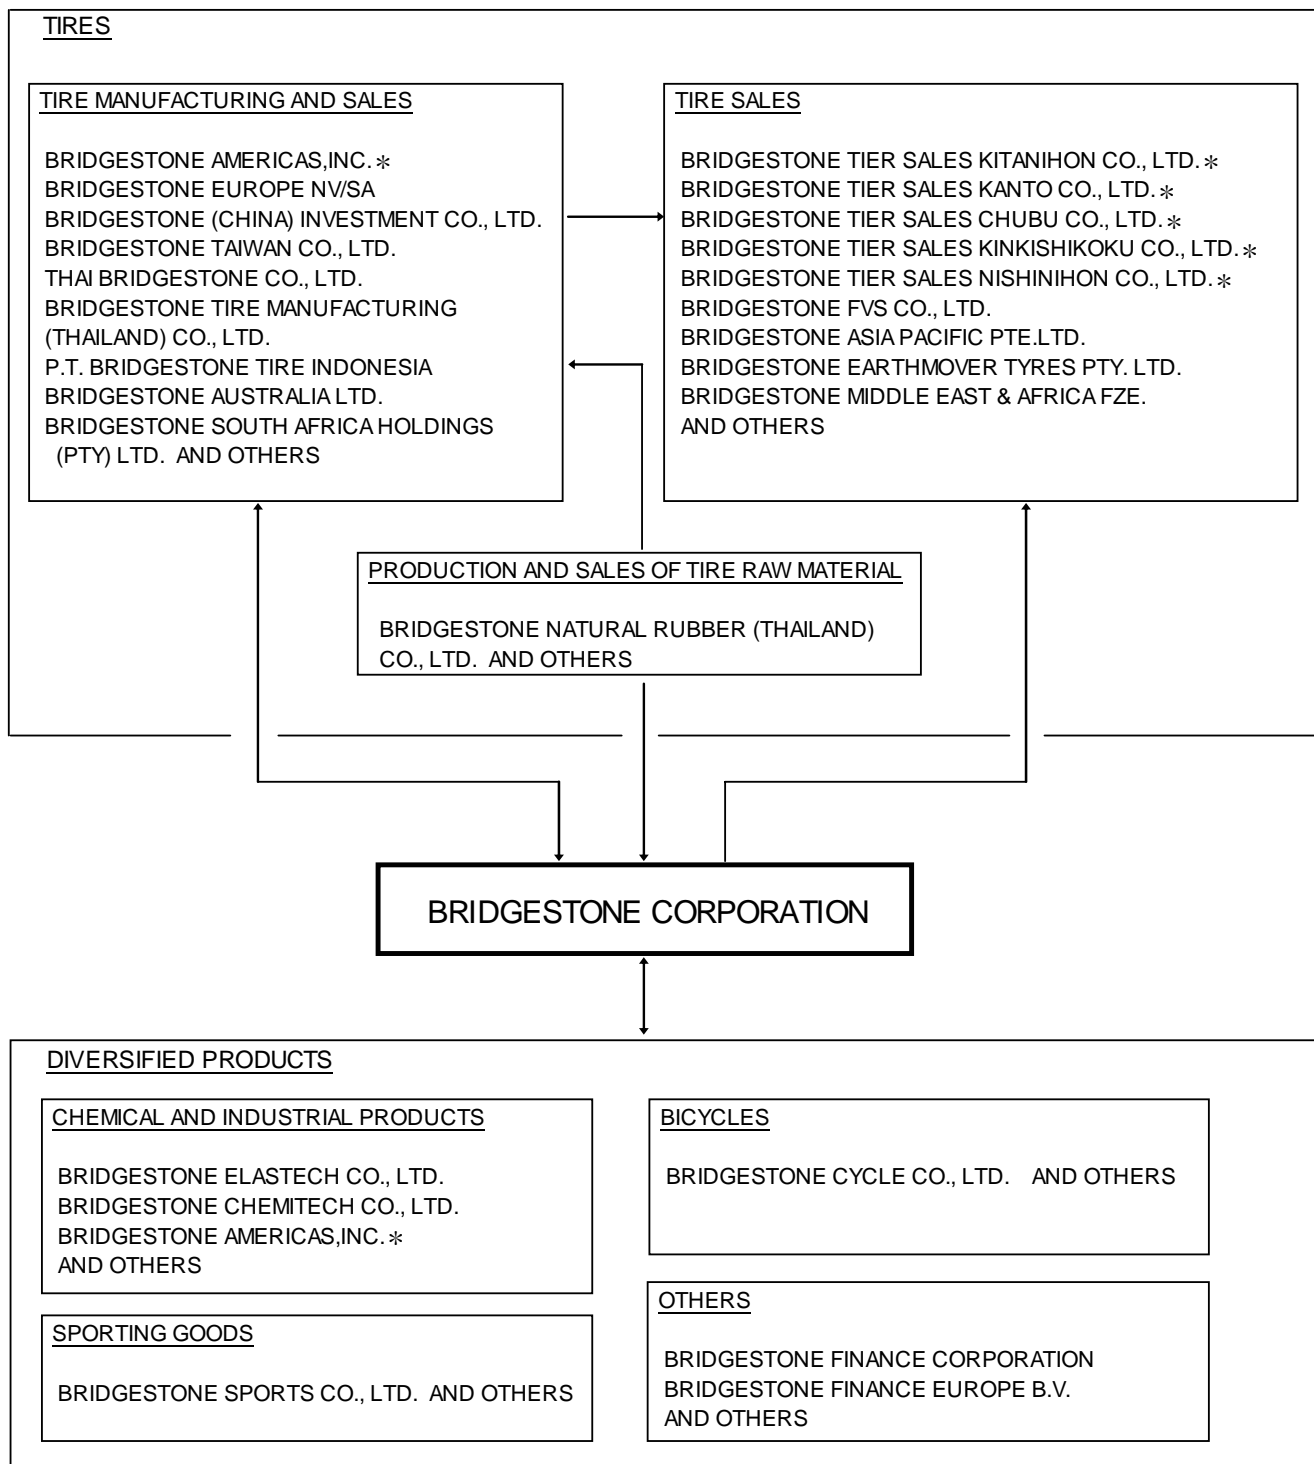 TIRES
TIRE MANUFACTURING AND SALES
BRIDGESTONE AMERICAS,INC.*
BRIDGESTONE EUROPE NV/SA
BRIDGESTONE (CHINA) INVESTMENT CO., LTD.
BRIDGESTONE TAIWAN CO., LTD.
THAI BRIDGESTONE CO., LTD.
BRIDGESTONE TIRE MANUFACTURING
(THAILAND) CO., LTD.
P.T. BRIDGESTONE TIRE INDONESIA
BRIDGESTONE AUSTRALIA LTD.
BRIDGESTONE SOUTH AFRICA HOLDINGS
(PTY) LTD. AND OTHERS
TIRE SALES
BRIDGESTONE TIER SALES KITANIHON CO., LTD.*
BRIDGESTONE TIER SALES KANTO CO., LTD.*
BRIDGESTONE TIER SALES CHUBU CO., LTD.*
BRIDGESTONE TIER SALES KINKISHIKOKU CO., LTD.*
BRIDGESTONE TIER SALES NISHINIHON CO., LTD.*
BRIDGESTONE FVS CO., LTD.
BRIDGESTONE ASIA PACIFIC PTE.LTD.
BRIDGESTONE EARTHMOVER TYRES PTY. LTD.
BRIDGESTONE MIDDLE EAST & AFRICA FZE.
AND OTHERS
PRODUCTION AND SALES OF TIRE RAW MATERIAL
BRIDGESTONE NATURAL RUBBER (THAILAND)
CO., LTD. AND OTHERS
BRIDGESTONE CORPORATION
DIVERSIFIED PRODUCTS
CHEMICAL AND INDUSTRIAL PRODUCTS
BRIDGESTONE ELASTECH CO., LTD.
BRIDGESTONE CHEMITECH CO., LTD.
BRIDGESTONE AMERICAS,INC.*
AND OTHERS
BICYCLES
BRIDGESTONE CYCLE CO., LTD. AND OTHERS
SPORTING GOODS
BRIDGESTONE SPORTS CO., LTD. AND OTHERS
OTHERS
BRIDGESTONE FINANCE CORPORATION
BRIDGESTONE FINANCE EUROPE B.V.
AND OTHERS